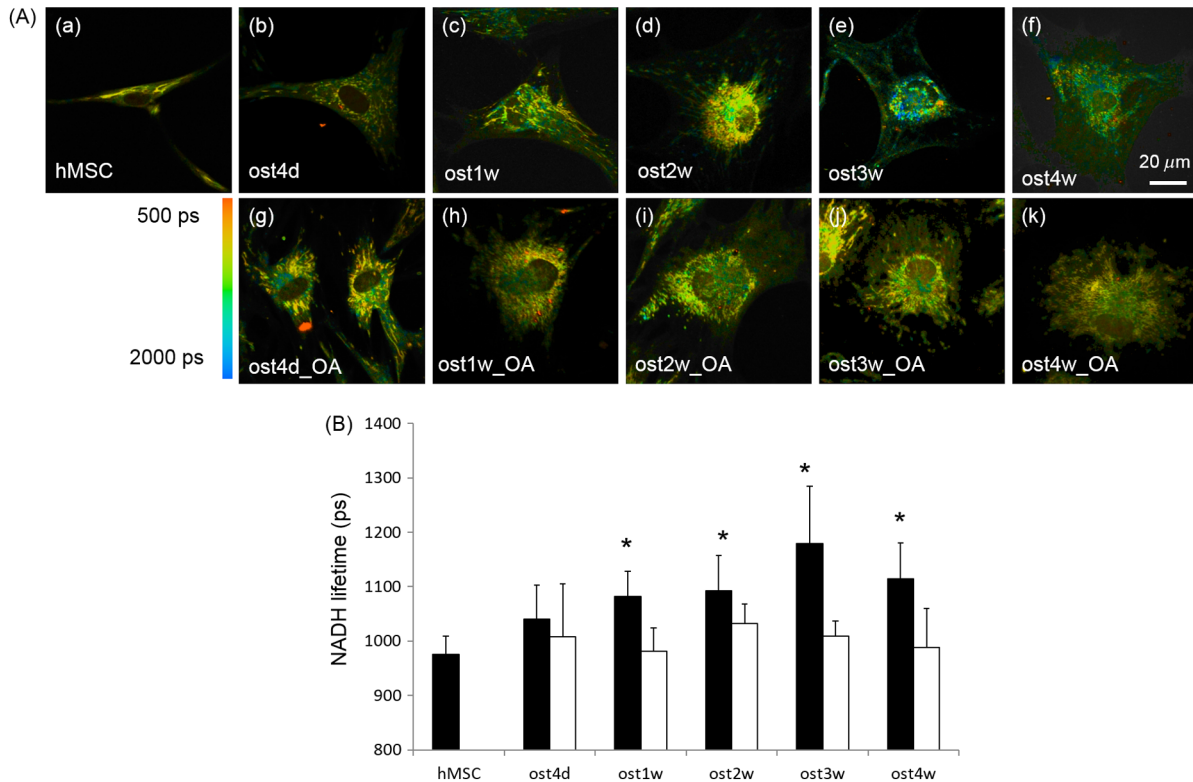 (A)
(a)
(b)
(c)
(d)
(e)
(f)
hMSC
ost4d
ost1w
ost2w
ost3w
ost4w
20 μm
500 ps
2000 ps
(g)
(h)
(i)
(j)
(k)
ost4d_OA
ost1w_OA
ost2w_OA
ost3w_OA
ost4w_OA
(B)
NADH lifetime (ps)
1400
1300
1200
1100
1000
900
800
*
*
*
*
hMSC
ost4d
ost1w
ost2w
ost3w
ost4w